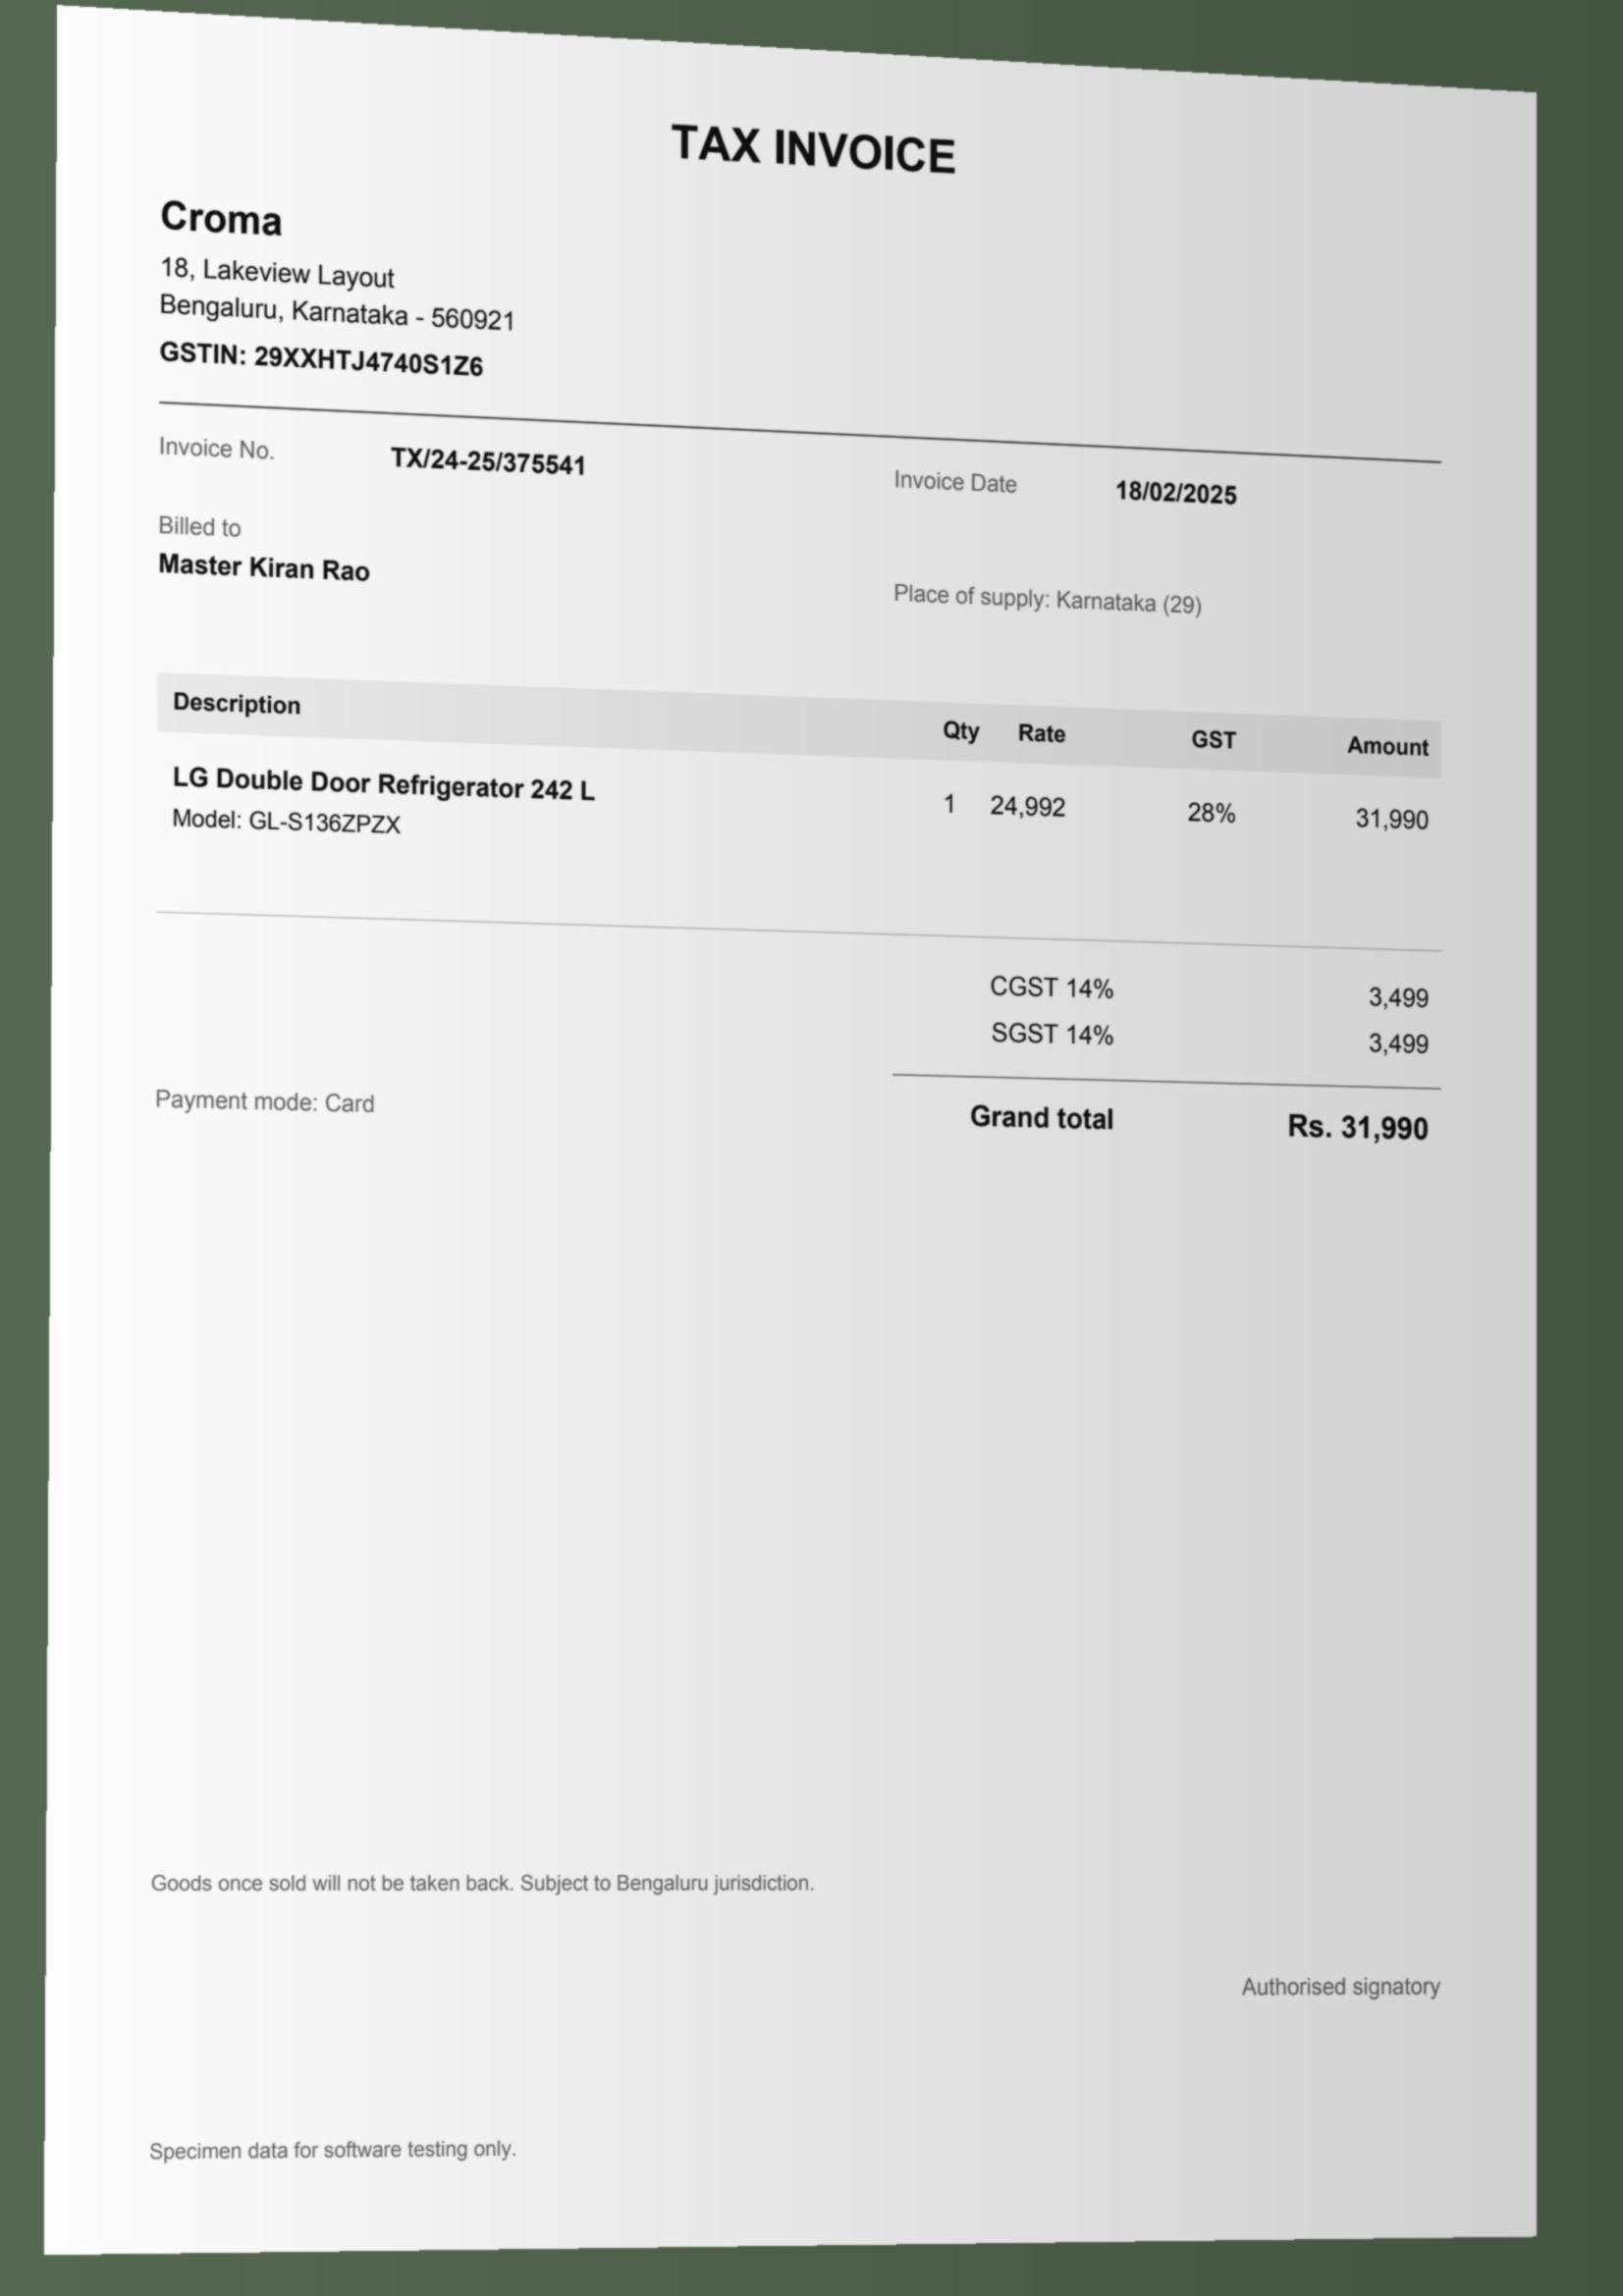 TAX INVOICE
Croma
18, Lakeview Layout
Bengaluru, Karnataka - 560921
GSTIN: 29XXHTJ4740S1Z6
Invoice No. TX/24-25/375541
Invoice Date 18/02/2025
Billed to
Master Kiran Rao
Place of supply: Karnataka (29)
Description Qty Rate GST Amount
LG Double Door Refrigerator 242 L 1 24,992 28% 31,990
Model: GL-S136ZPZX
CGST 14% 3,499
SGST 14% 3,499
Payment mode: Card
Grand total Rs. 31,990
Goods once sold will not be taken back. Subject to Bengaluru jurisdiction.
Authorised signatory
Specimen data for software testing only.